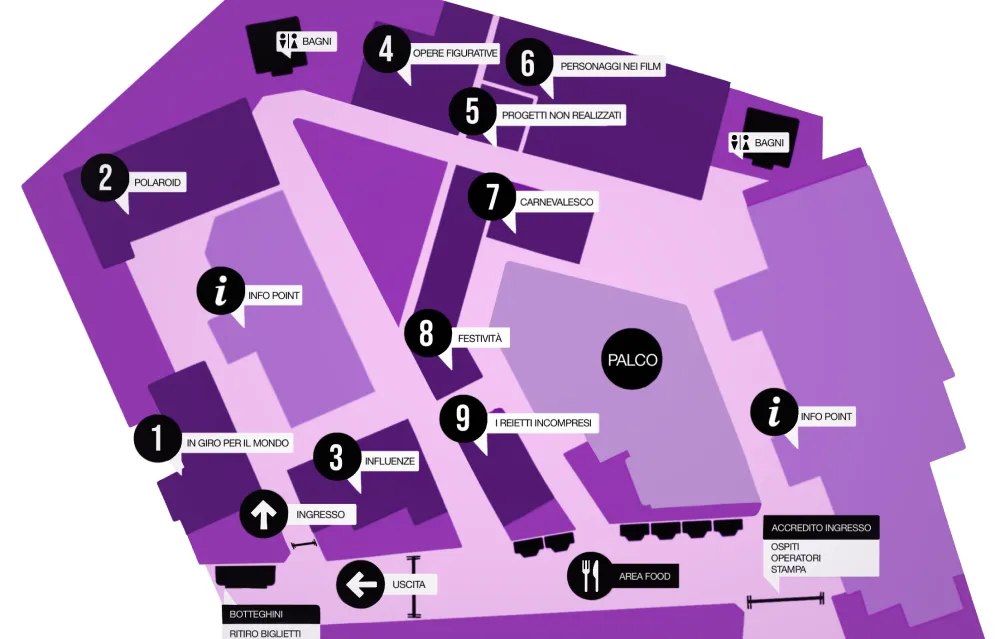 BAGNI
4 OPERE FIGURATIVE
6 PERSONAGGI NEI FILM
5 PROGETTI NON REALIZZATI
BAGNI
2 POLAROID
7 CARNEVALESCO
i INFO POINT
8 FESTIVITÀ
PALCO
9 I REIETTI INCOMPRESI
i INFO POINT
1 IN GIRO PER IL MONDO
3 INFLUENZE
INGRESSO
ACCREDITO INGRESSO
OSPITI
OPERATORI
STAMPA
AREA FOOD
USCITA
BOTTEGHINI
RITIRO BIGLIETTI